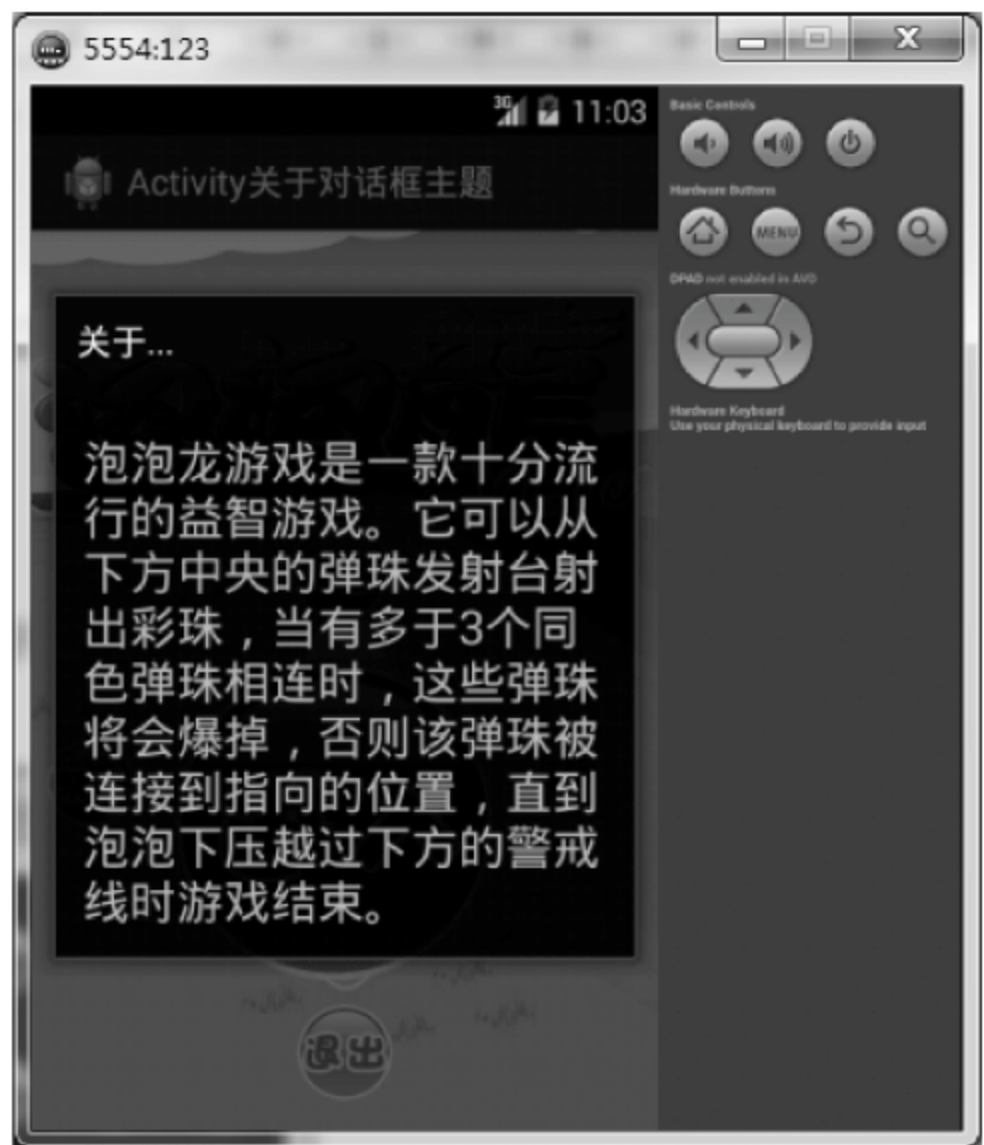 5554:123
3G 11:03
Activity关于对话框主题
关于...
泡泡龙游戏是一款十分流
行的益智游戏。它可以从
下方中央的弹珠发射台射
出彩珠，当有多于3个同
色弹珠相连时，这些弹珠
将会爆掉，否则该弹珠被
连接到指向的位置，直到
泡泡下压越过下方的警戒
线时游戏结束。
退出
Basic Controls
Hardware Buttons
MENU
DPAD not enabled in AVD
Hardware Keyboard
Use your physical keyboard to provide input